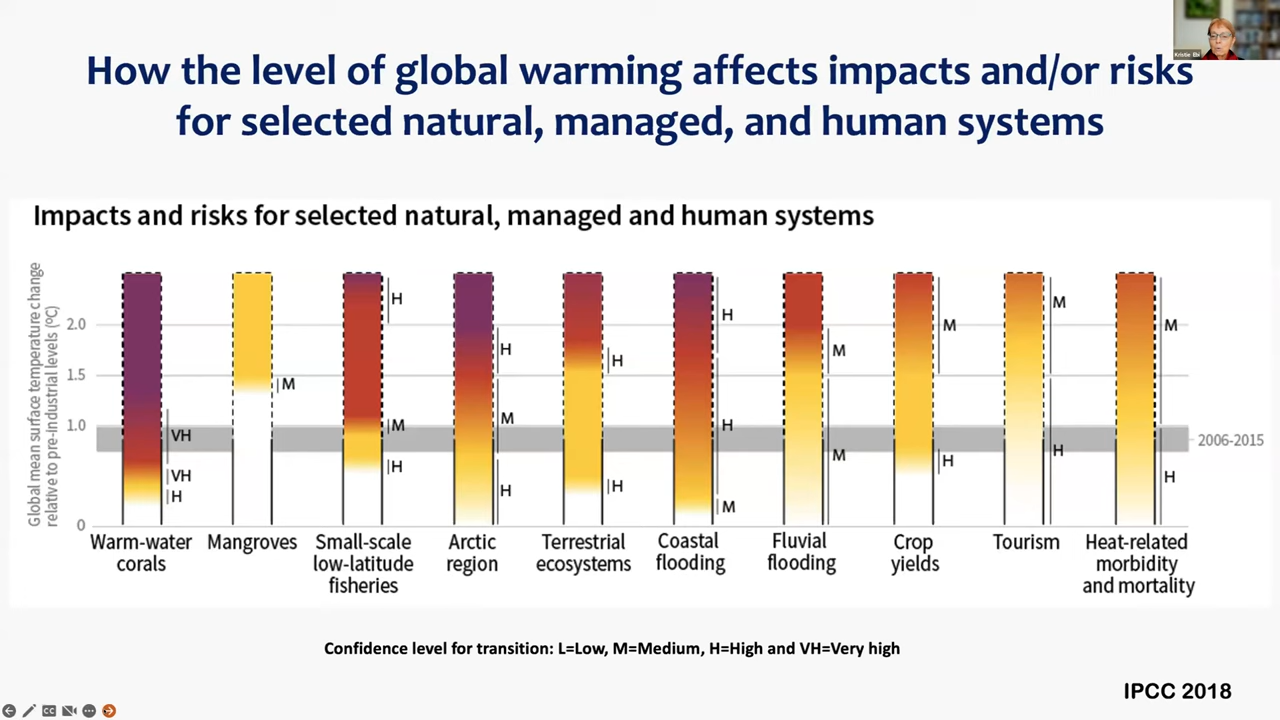 Kristie Ebi
How the level of global warming affects impacts and/or risks
for selected natural, managed, and human systems
Impacts and risks for selected natural, managed and human systems
Global mean surface temperature change
relative to pre-industrial levels (ºC)
2.0
1.5
1.0
0
VH
VH
H
M
H
M
H
H
M
H
H
H
H
H
M
M
M
M
H
M
H
M
H
2006-2015
Warm-water
corals
Mangroves
Small-scale
low-latitude
fisheries
Arctic
region
Terrestrial
ecosystems
Coastal
flooding
Fluvial
flooding
Crop
yields
Tourism
Heat-related
morbidity
and mortality
Confidence level for transition: L=Low, M=Medium, H=High and VH=Very high
IPCC 2018
CC